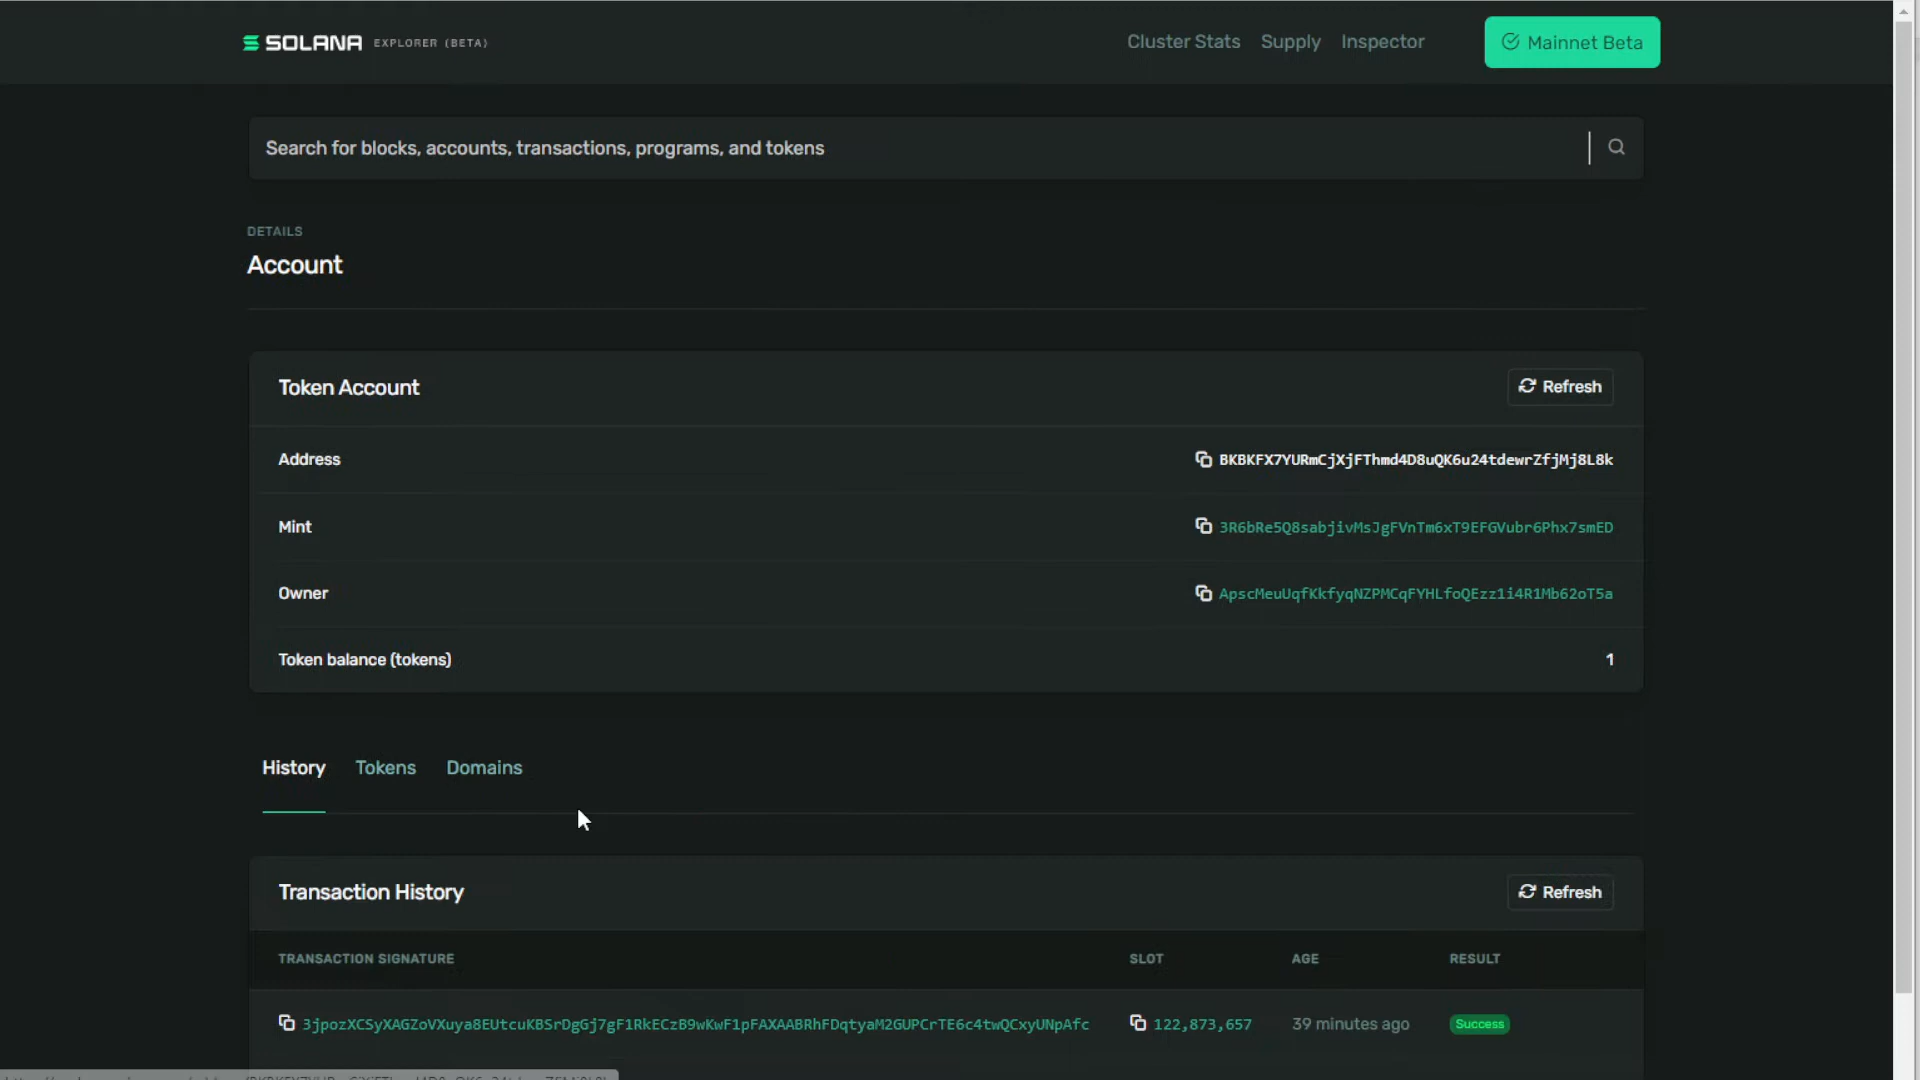 SOLANA EXPLORER (BETA)
Cluster Stats Supply Inspector Mainnet Beta
Search for blocks, accounts, transactions, programs, and tokens
DETAILS
Account
Token Account Refresh
Address BKBKFX7YURmCjXjFThmd4D8uQK6u24tdewrZfjMj8L8k
Mint 3R6bRe5Q8sabjivMsJgFVnTm6xT9EFGVubr6Phx7smED
Owner ApscMeuUqfKkfyqNZPMCqFYHLfoQEzz1i4R1Mb62oT5a
Token balance (tokens) 1
History Tokens Domains
Transaction History Refresh
TRANSACTION SIGNATURE SLOT AGE RESULT
3jpozXCSyXAGZoVXuya8EUtcuKBSrDgGj7gF1RkECzB9wKwF1pFAXAABRhFDqtyaM2GUPCrTE6c4twQCxyUNpAfc 122,873,657 39 minutes ago Success